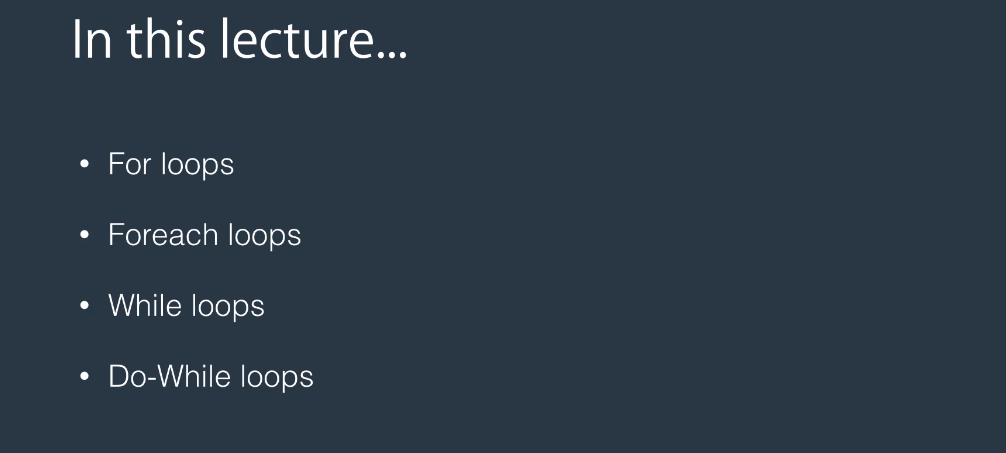 In this lecture...
• For loops
• Foreach loops
• While loops
• Do-While loops